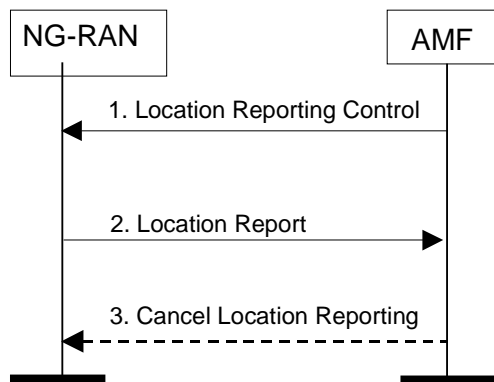 NG-RAN
AMF
1. Location Reporting Control
2. Location Report
3. Cancel Location Reporting